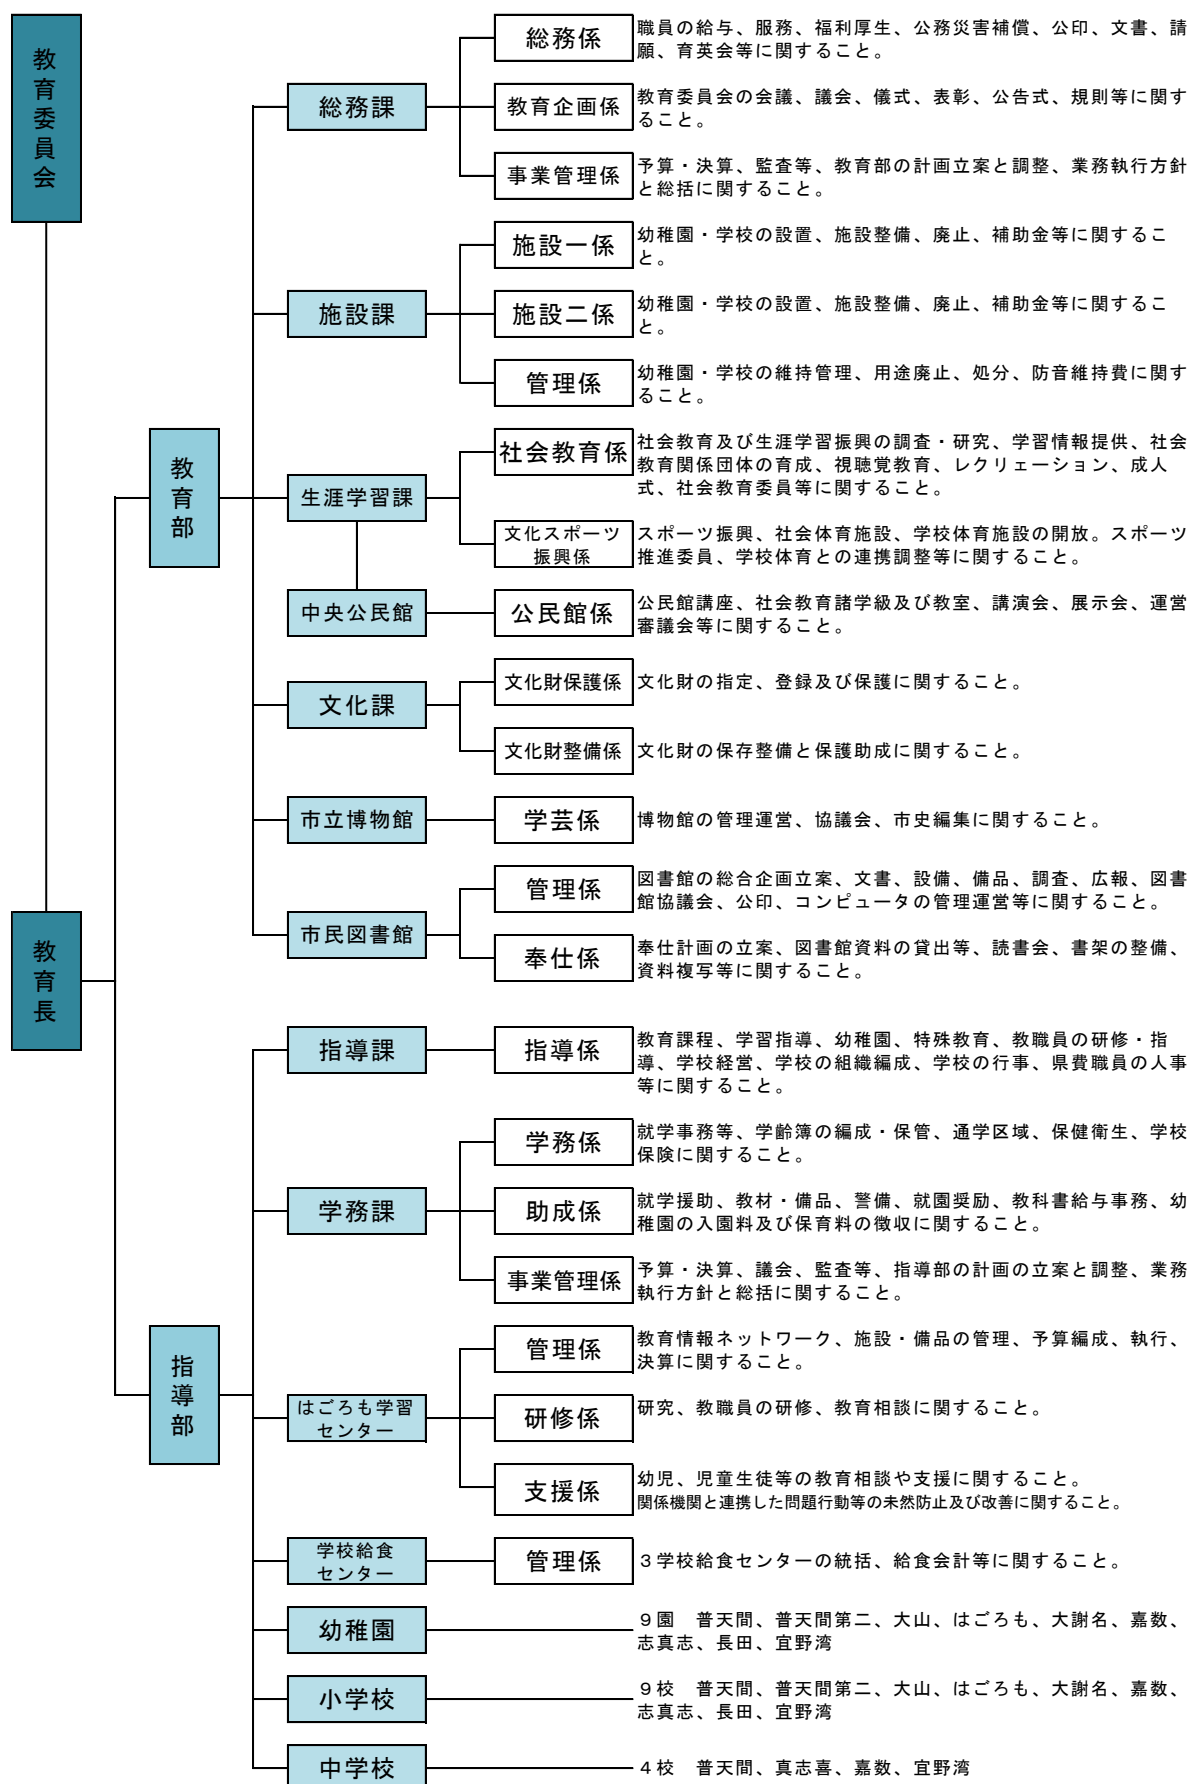 教育委員会
総務課
総務係
職員の給与、服務、福利厚生、公務災害補償、公印、文書、請
願、育英会等に関すること。
教育企画係
教育委員会の会議、議会、儀式、表彰、公告式、規則等に関す
ること。
事業管理係
予算・決算、監査等、教育部の計画立案と調整、業務執行方針
と総括に関すること。
施設課
施設一係
幼稚園・学校の設置、施設整備、廃止、補助金等に関するこ
と。
施設二係
幼稚園・学校の設置、施設整備、廃止、補助金等に関するこ
と。
管理係
幼稚園・学校の維持管理、用途廃止、処分、防音維持費に関す
ること。
教育部
生涯学習課
社会教育係
社会教育及び生涯学習振興の調査・研究、学習情報提供、社会
教育関係団体の育成、視聴覚教育、レクリェーション、成人
式、社会教育委員等に関すること。
文化スポーツ
振興係
スポーツ振興、社会体育施設、学校体育施設の開放。スポーツ
推進委員、学校体育との連携調整等に関すること。
中央公民館
公民館係
公民館講座、社会教育諸学級及び教室、講演会、展示会、運営
審議会等に関すること。
文化課
文化財保護係
文化財の指定、登録及び保護に関すること。
文化財整備係
文化財の保存整備と保護助成に関すること。
市立博物館
学芸係
博物館の管理運営、協議会、市史編集に関すること。
市民図書館
管理係
図書館の総合企画立案、文書、設備、備品、調査、広報、図書
館協議会、公印、コンピュータの管理運営等に関すること。
奉仕係
奉仕計画の立案、図書館資料の貸出等、読書会、書架の整備、
資料複写等に関すること。
教育長
指導課
指導係
教育課程、学習指導、幼稚園、特殊教育、教職員の研修・指
導、学校経営、学校の組織編成、学校の行事、県費職員の人事
等に関すること。
学務課
学務係
就学事務等、学齢簿の編成・保管、通学区域、保健衛生、学校
保険に関すること。
助成係
就学援助、教材・備品、警備、就園奨励、教科書給与事務、幼
稚園の入園料及び保育料の徴収に関すること。
事業管理係
予算・決算、議会、監査等、指導部の計画の立案と調整、業務
執行方針と総括に関すること。
指導部
はごろも学習
センター
管理係
教育情報ネットワーク、施設・備品の管理、予算編成、執行、
決算に関すること。
研修係
研究、教職員の研修、教育相談に関すること。
支援係
幼児、児童生徒等の教育相談や支援に関すること。
関係機関と連携した問題行動等の未然防止及び改善に関すること。
学校給食
センター
管理係
３学校給食センターの統括、給食会計等に関すること。
幼稚園
９園　普天間、普天間第二、大山、はごろも、大謝名、嘉数、
志真志、長田、宜野湾
小学校
９校　普天間、普天間第二、大山、はごろも、大謝名、嘉数、
志真志、長田、宜野湾
中学校
４校　普天間、真志喜、嘉数、宜野湾